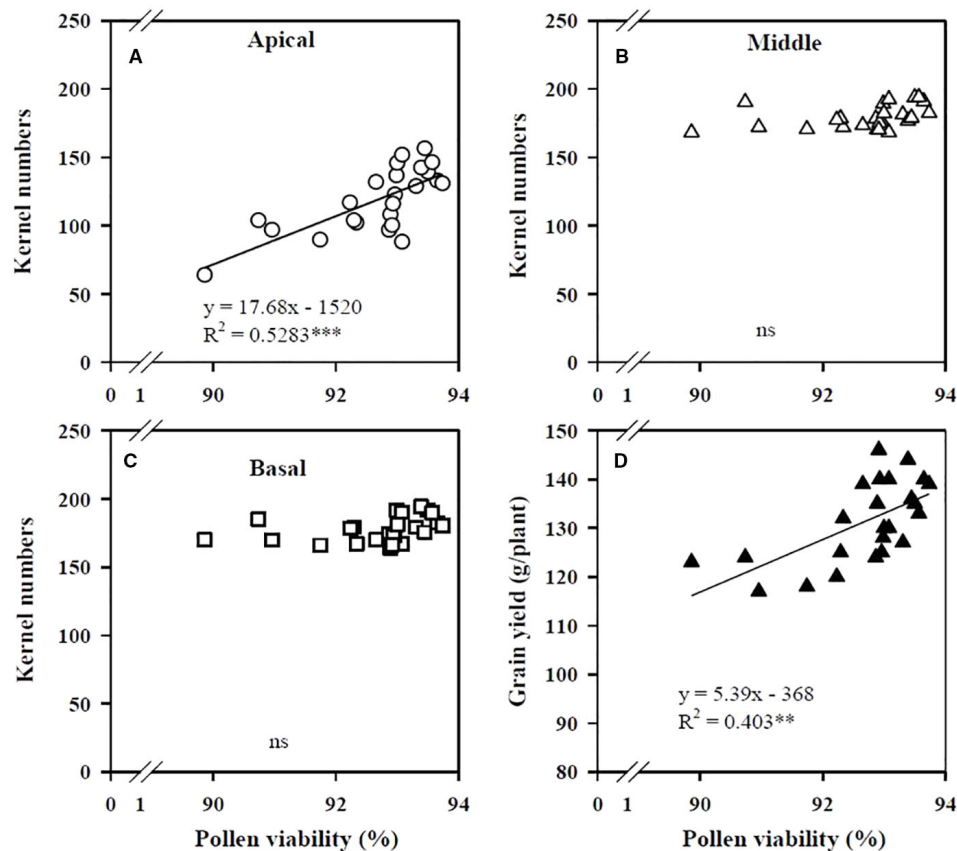 A
Apical
Kernel numbers
250
200
150
100
50
0
0 1 90 92 94
y = 17.68x - 1520
R² = 0.5283***
B
Middle
Kernel numbers
250
200
150
100
50
0
0 1 90 92 94
ns
C
Basal
Kernel numbers
250
200
150
100
50
0
0 1 90 92 94
ns
Pollen viability (%)
D
Grain yield (g/plant)
150
140
130
120
110
100
90
80
0 1 90 92 94
y = 5.39x - 368
R² = 0.403**
Pollen viability (%)